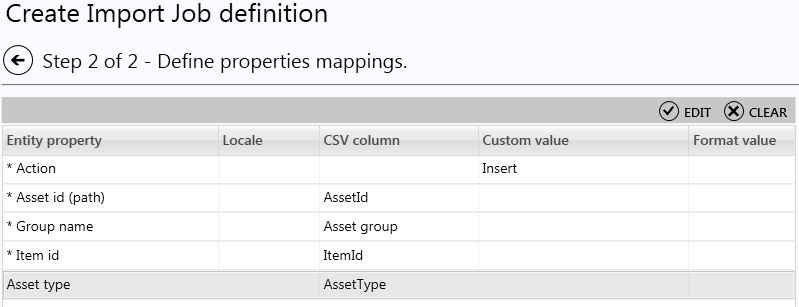 Create Import Job definition
Step 2 of 2 - Define properties mappings.
EDIT CLEAR
Entity property Locale CSV column Custom value Format value
* Action Insert
* Asset id (path) AssetId
* Group name Asset group
* Item id ItemId
Asset type AssetType